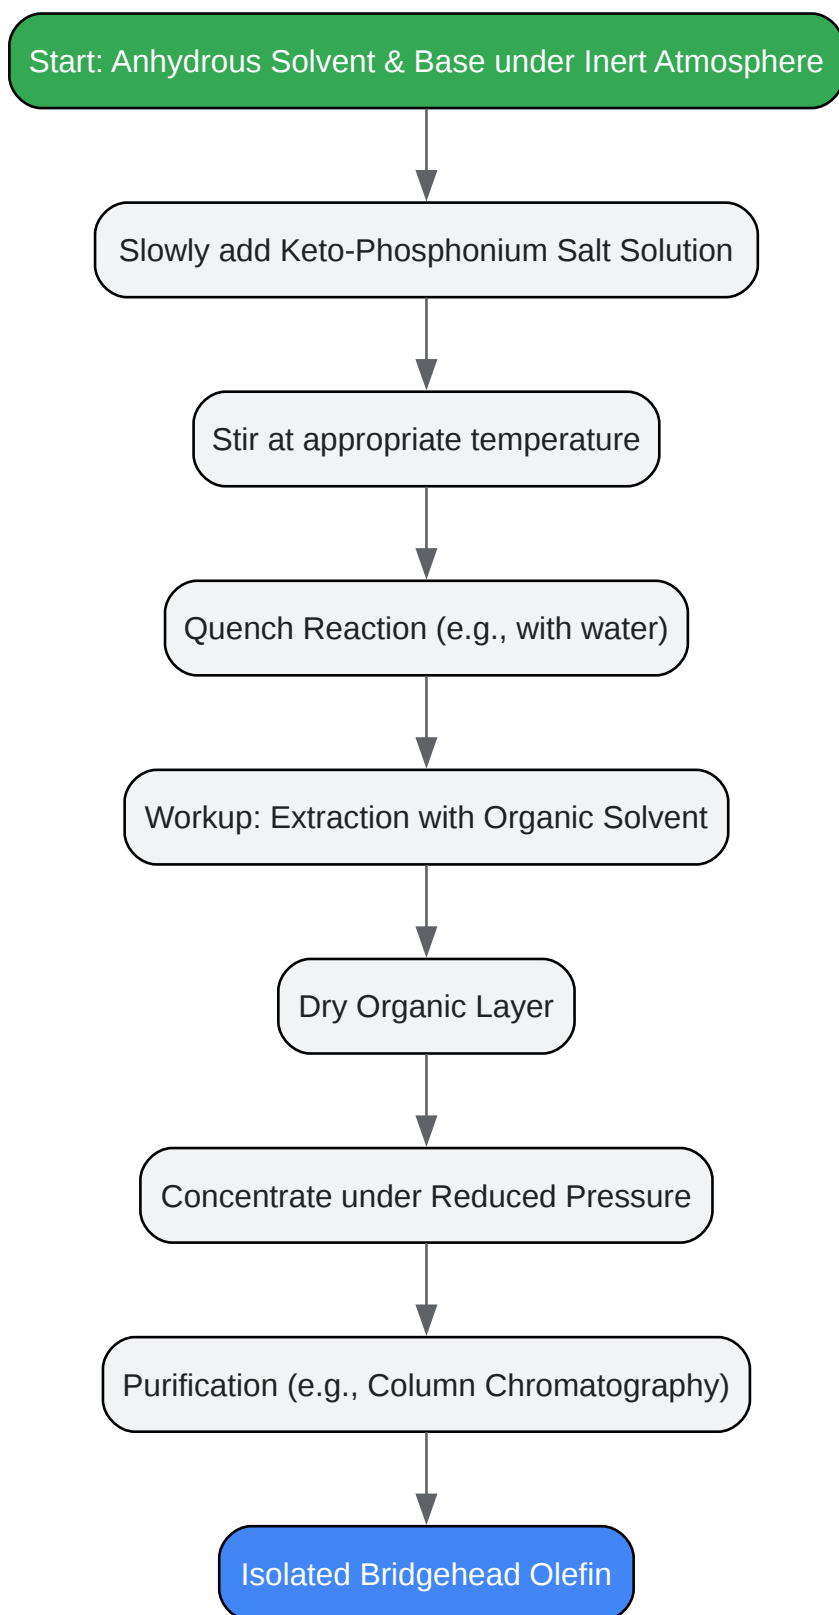 Start: Anhydrous Solvent & Base under Inert Atmosphere
Slowly add Keto-Phosphonium Salt Solution
Stir at appropriate temperature
Quench Reaction (e.g., with water)
Workup: Extraction with Organic Solvent
Dry Organic Layer
Concentrate under Reduced Pressure
Purification (e.g., Column Chromatography)
Isolated Bridgehead Olefin